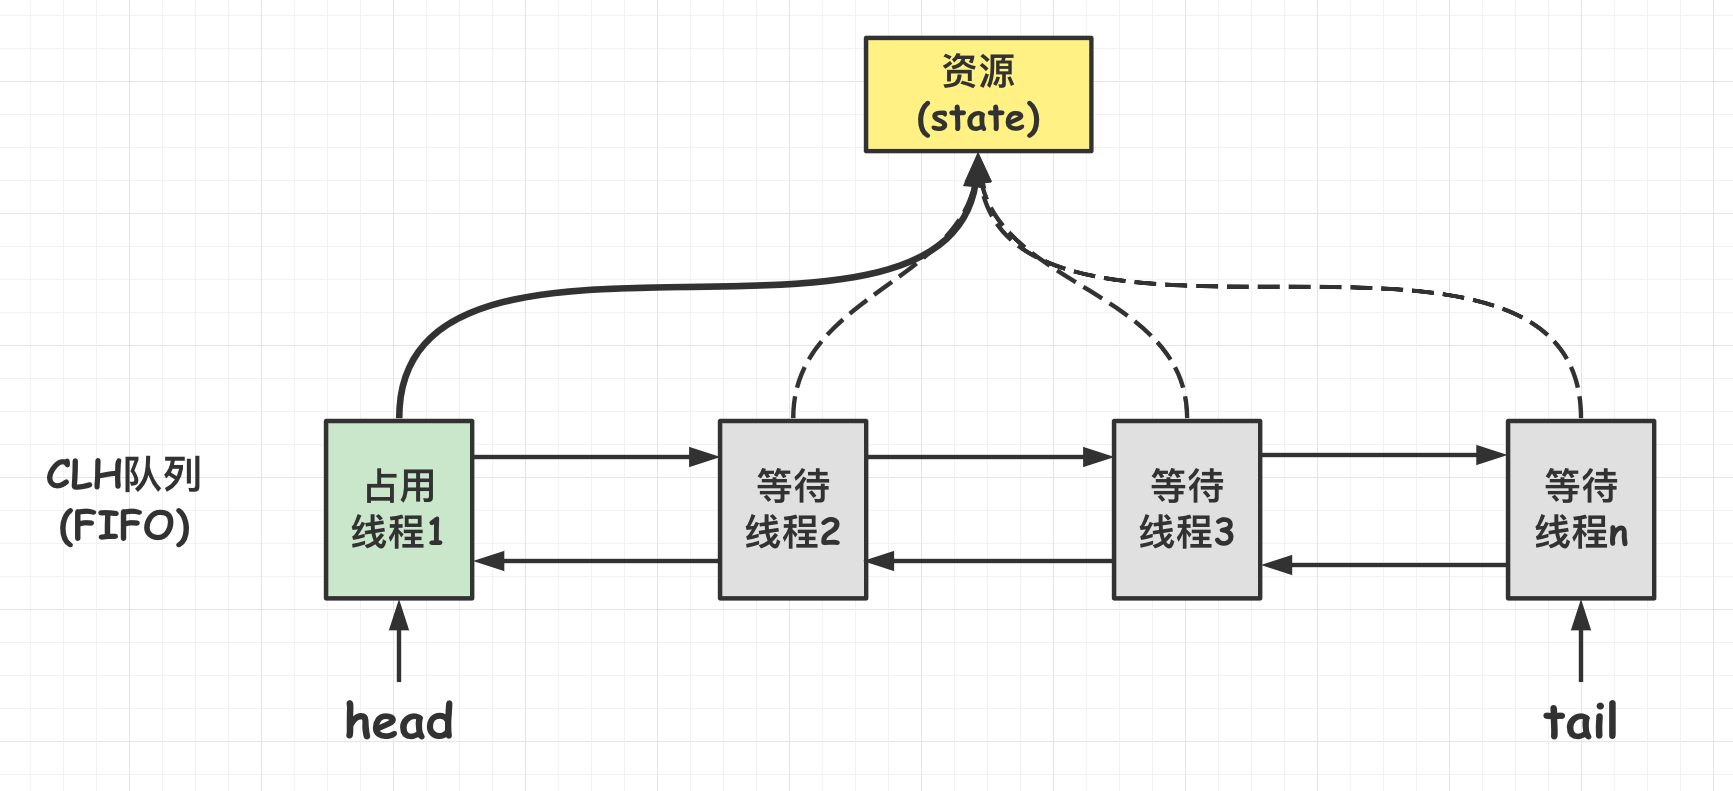 资源
(state)
CLH队列
(FIFO)
占用
线程1
等待
线程2
等待
线程3
等待
线程n
head
tail